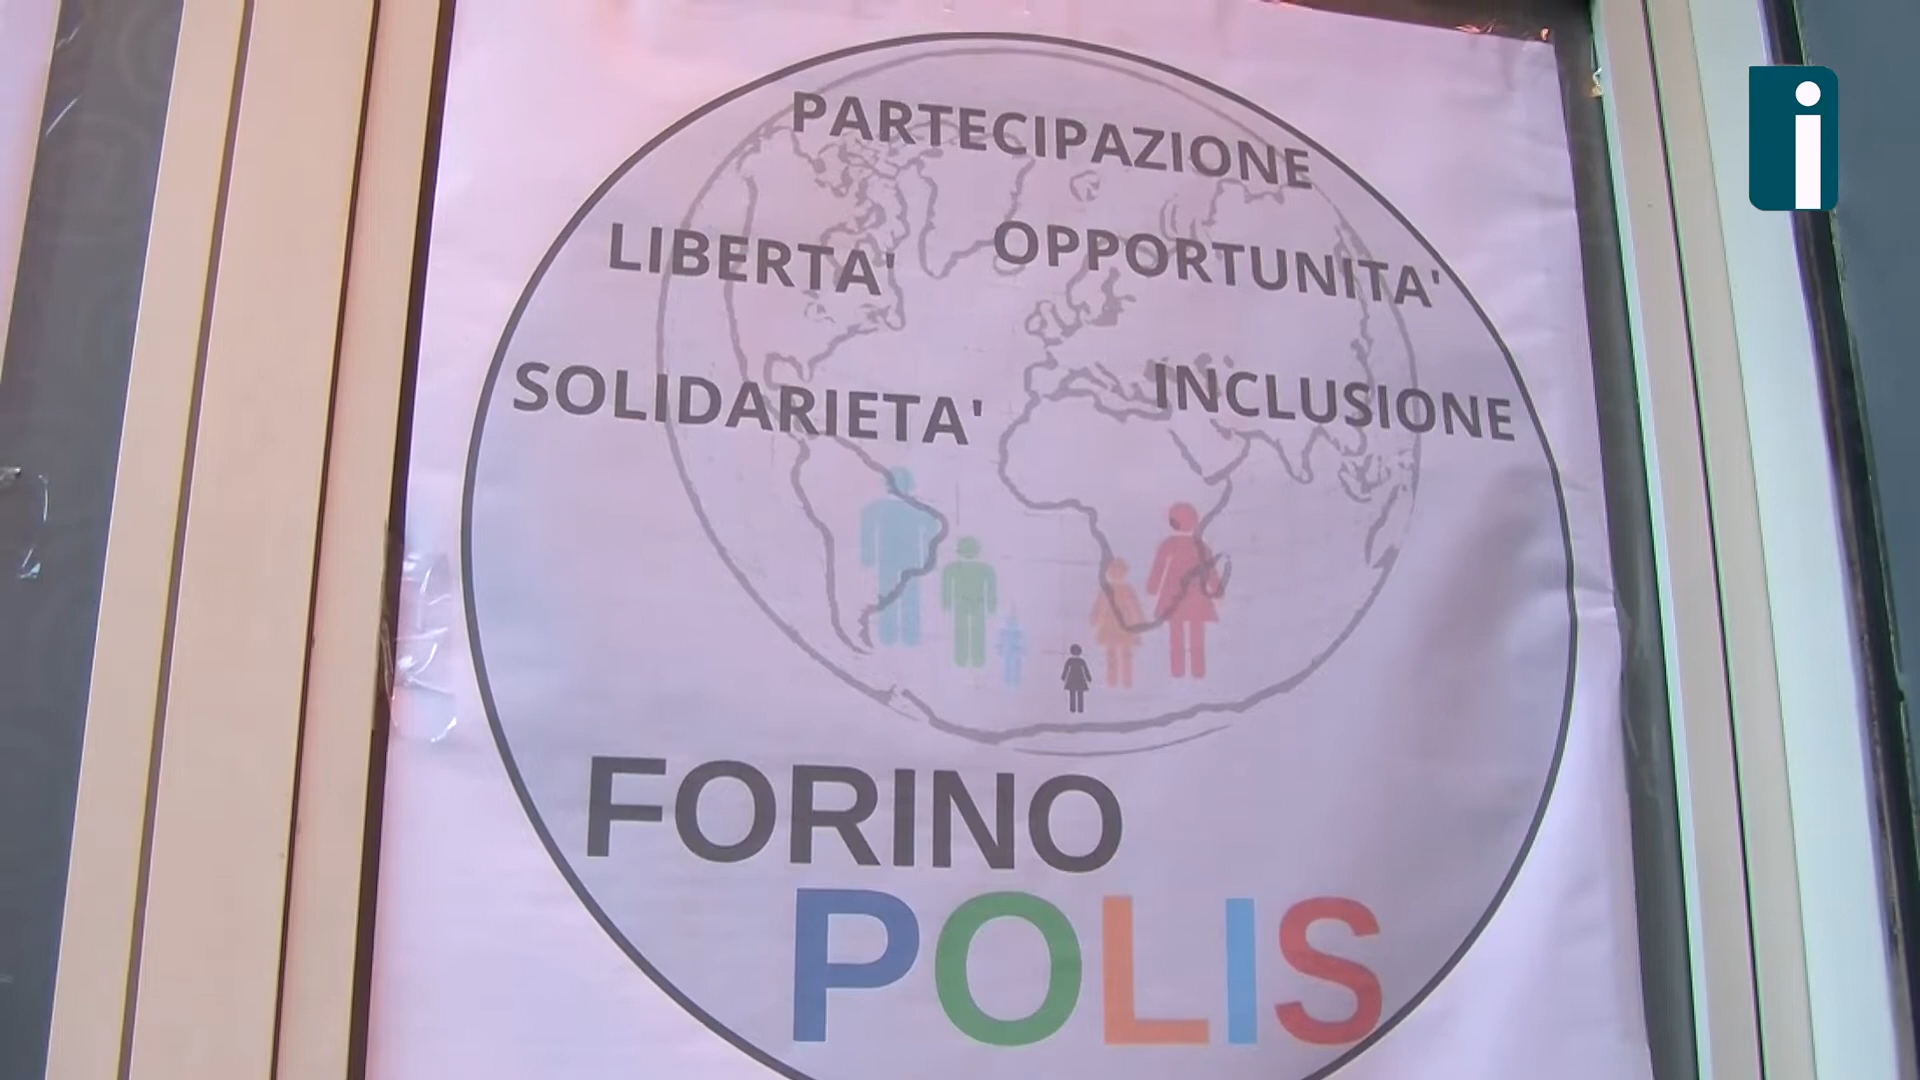 PARTECIPAZIONE
LIBERTA' OPPORTUNITA'
SOLIDARIETA' INCLUSIONE
FORINO
POLIS
i